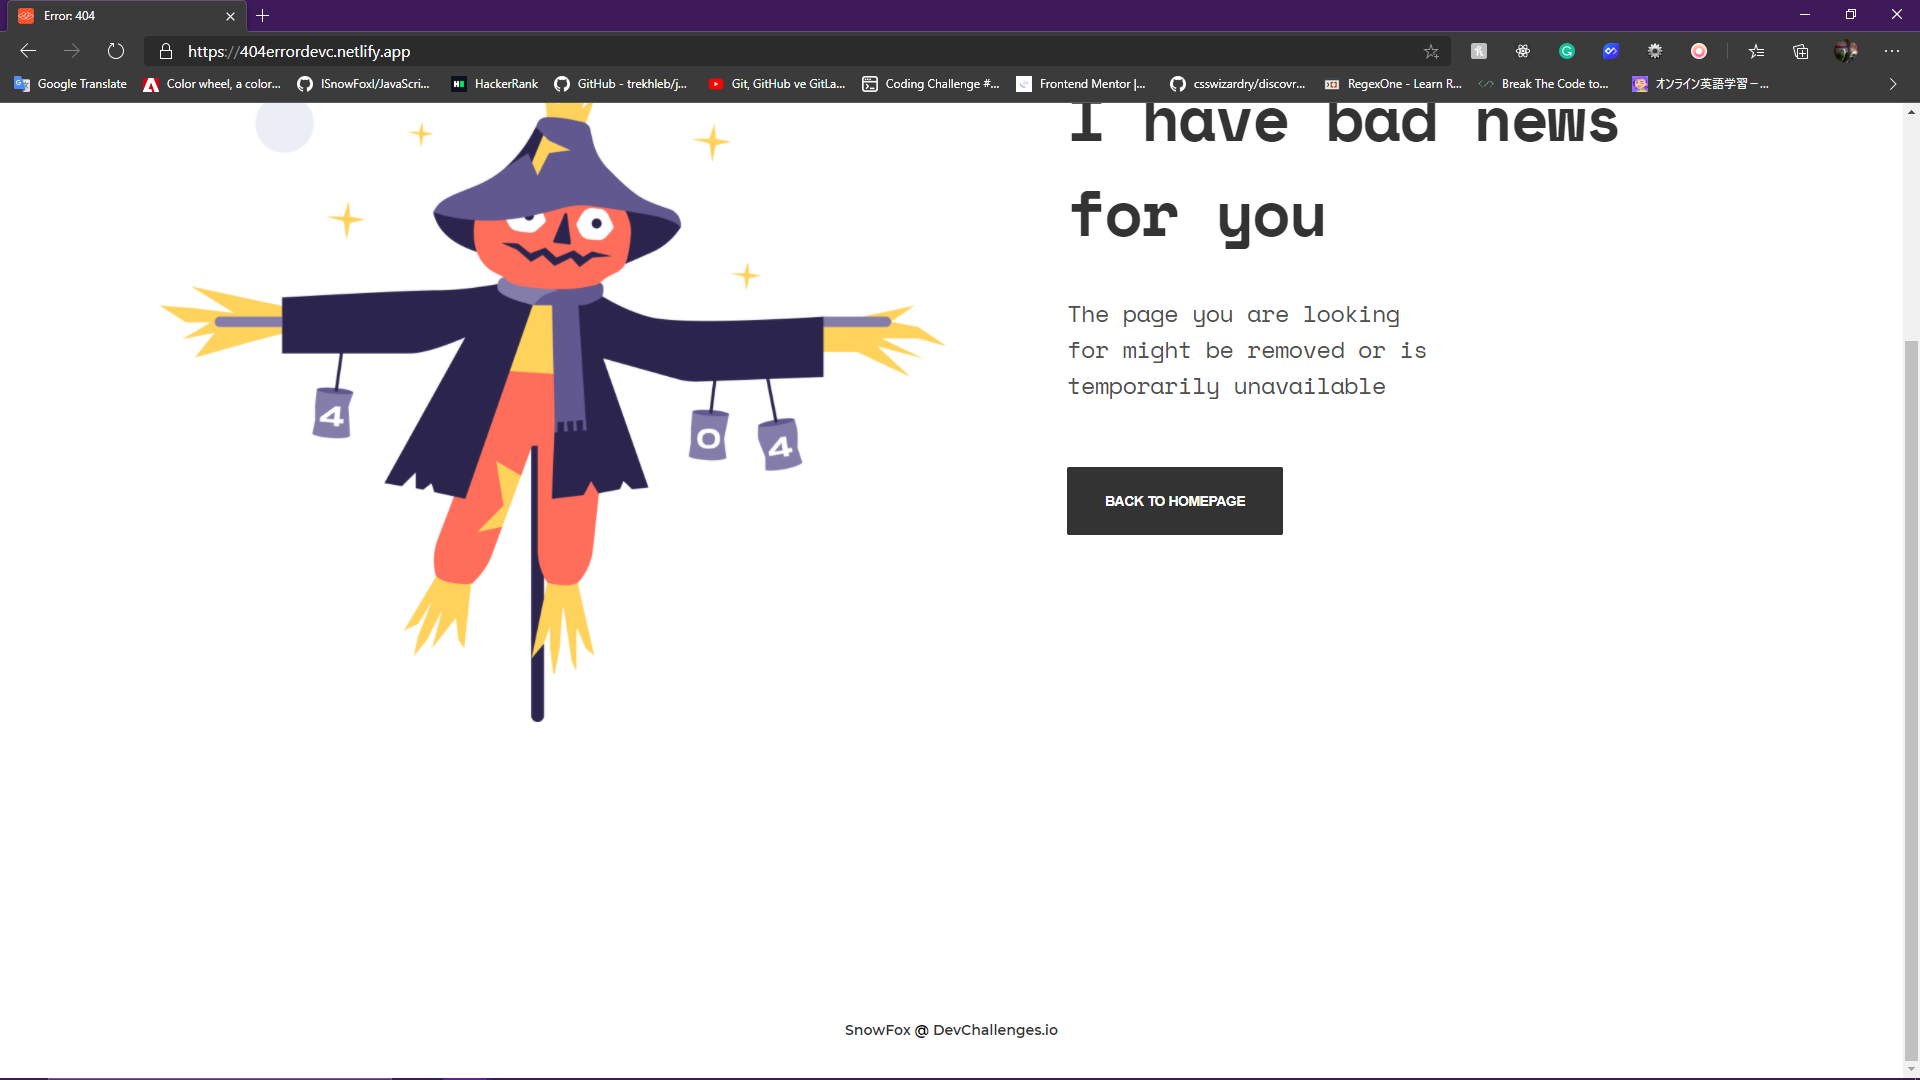 Error: 404
https://404errordevc.netlify.app
Google Translate
Color wheel, a color...
ISnowFoxI/JavaScri...
HackerRank
GitHub - trekhleb/j...
Git, GitHub ve GitLa...
Coding Challenge #...
Frontend Mentor |...
csswizardry/discovr...
RegexOne - Learn R...
Break The Code to...
オンライン英語学習－...
I have bad news
for you
The page you are looking
for might be removed or is
temporarily unavailable
4
0
4
BACK TO HOMEPAGE
SnowFox @ DevChallenges.io